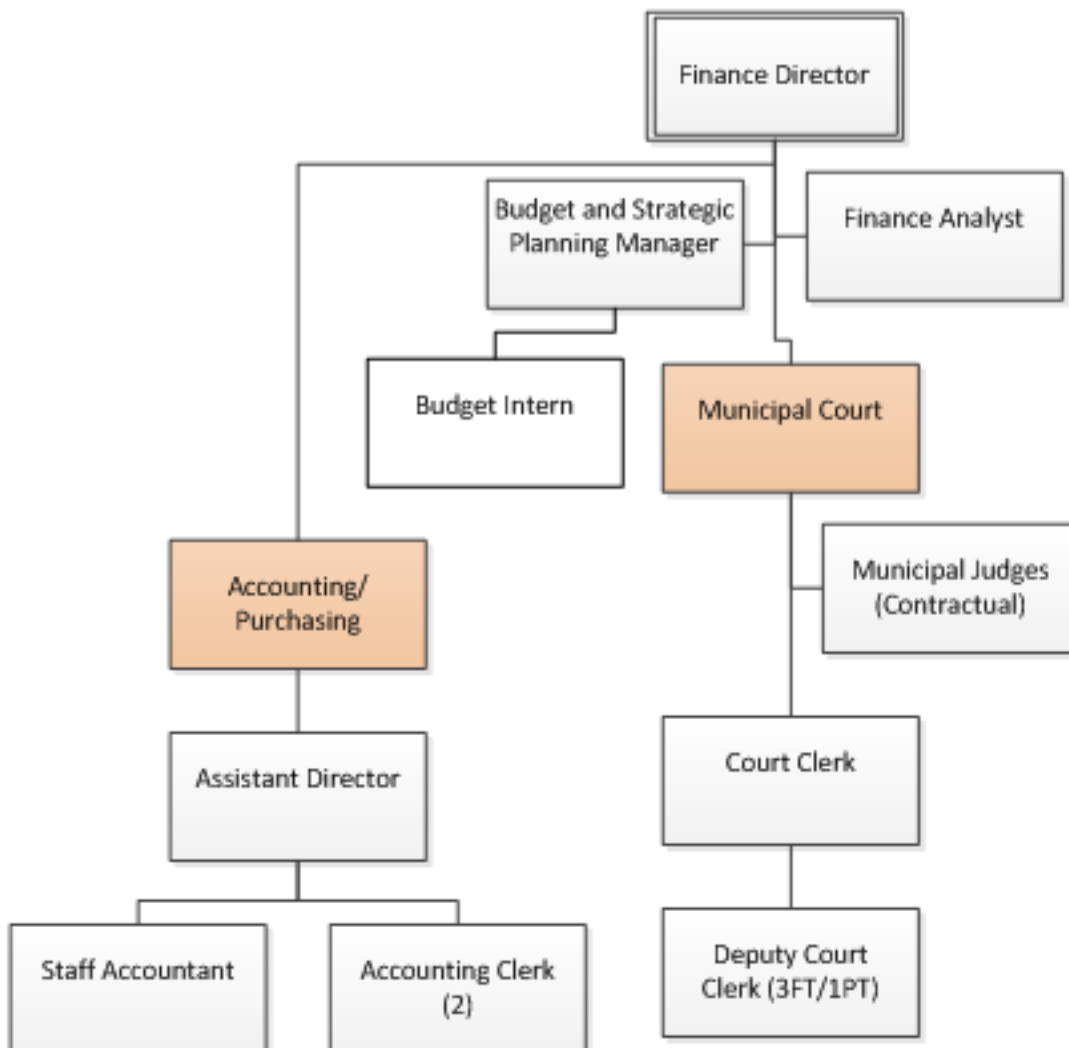 Finance Director
Budget and Strategic
Planning Manager
Finance Analyst
Budget Intern
Municipal Court
Accounting/
Purchasing
Municipal Judges
(Contractual)
Assistant Director
Court Clerk
Staff Accountant
Accounting Clerk
(2)
Deputy Court
Clerk (3FT/1PT)